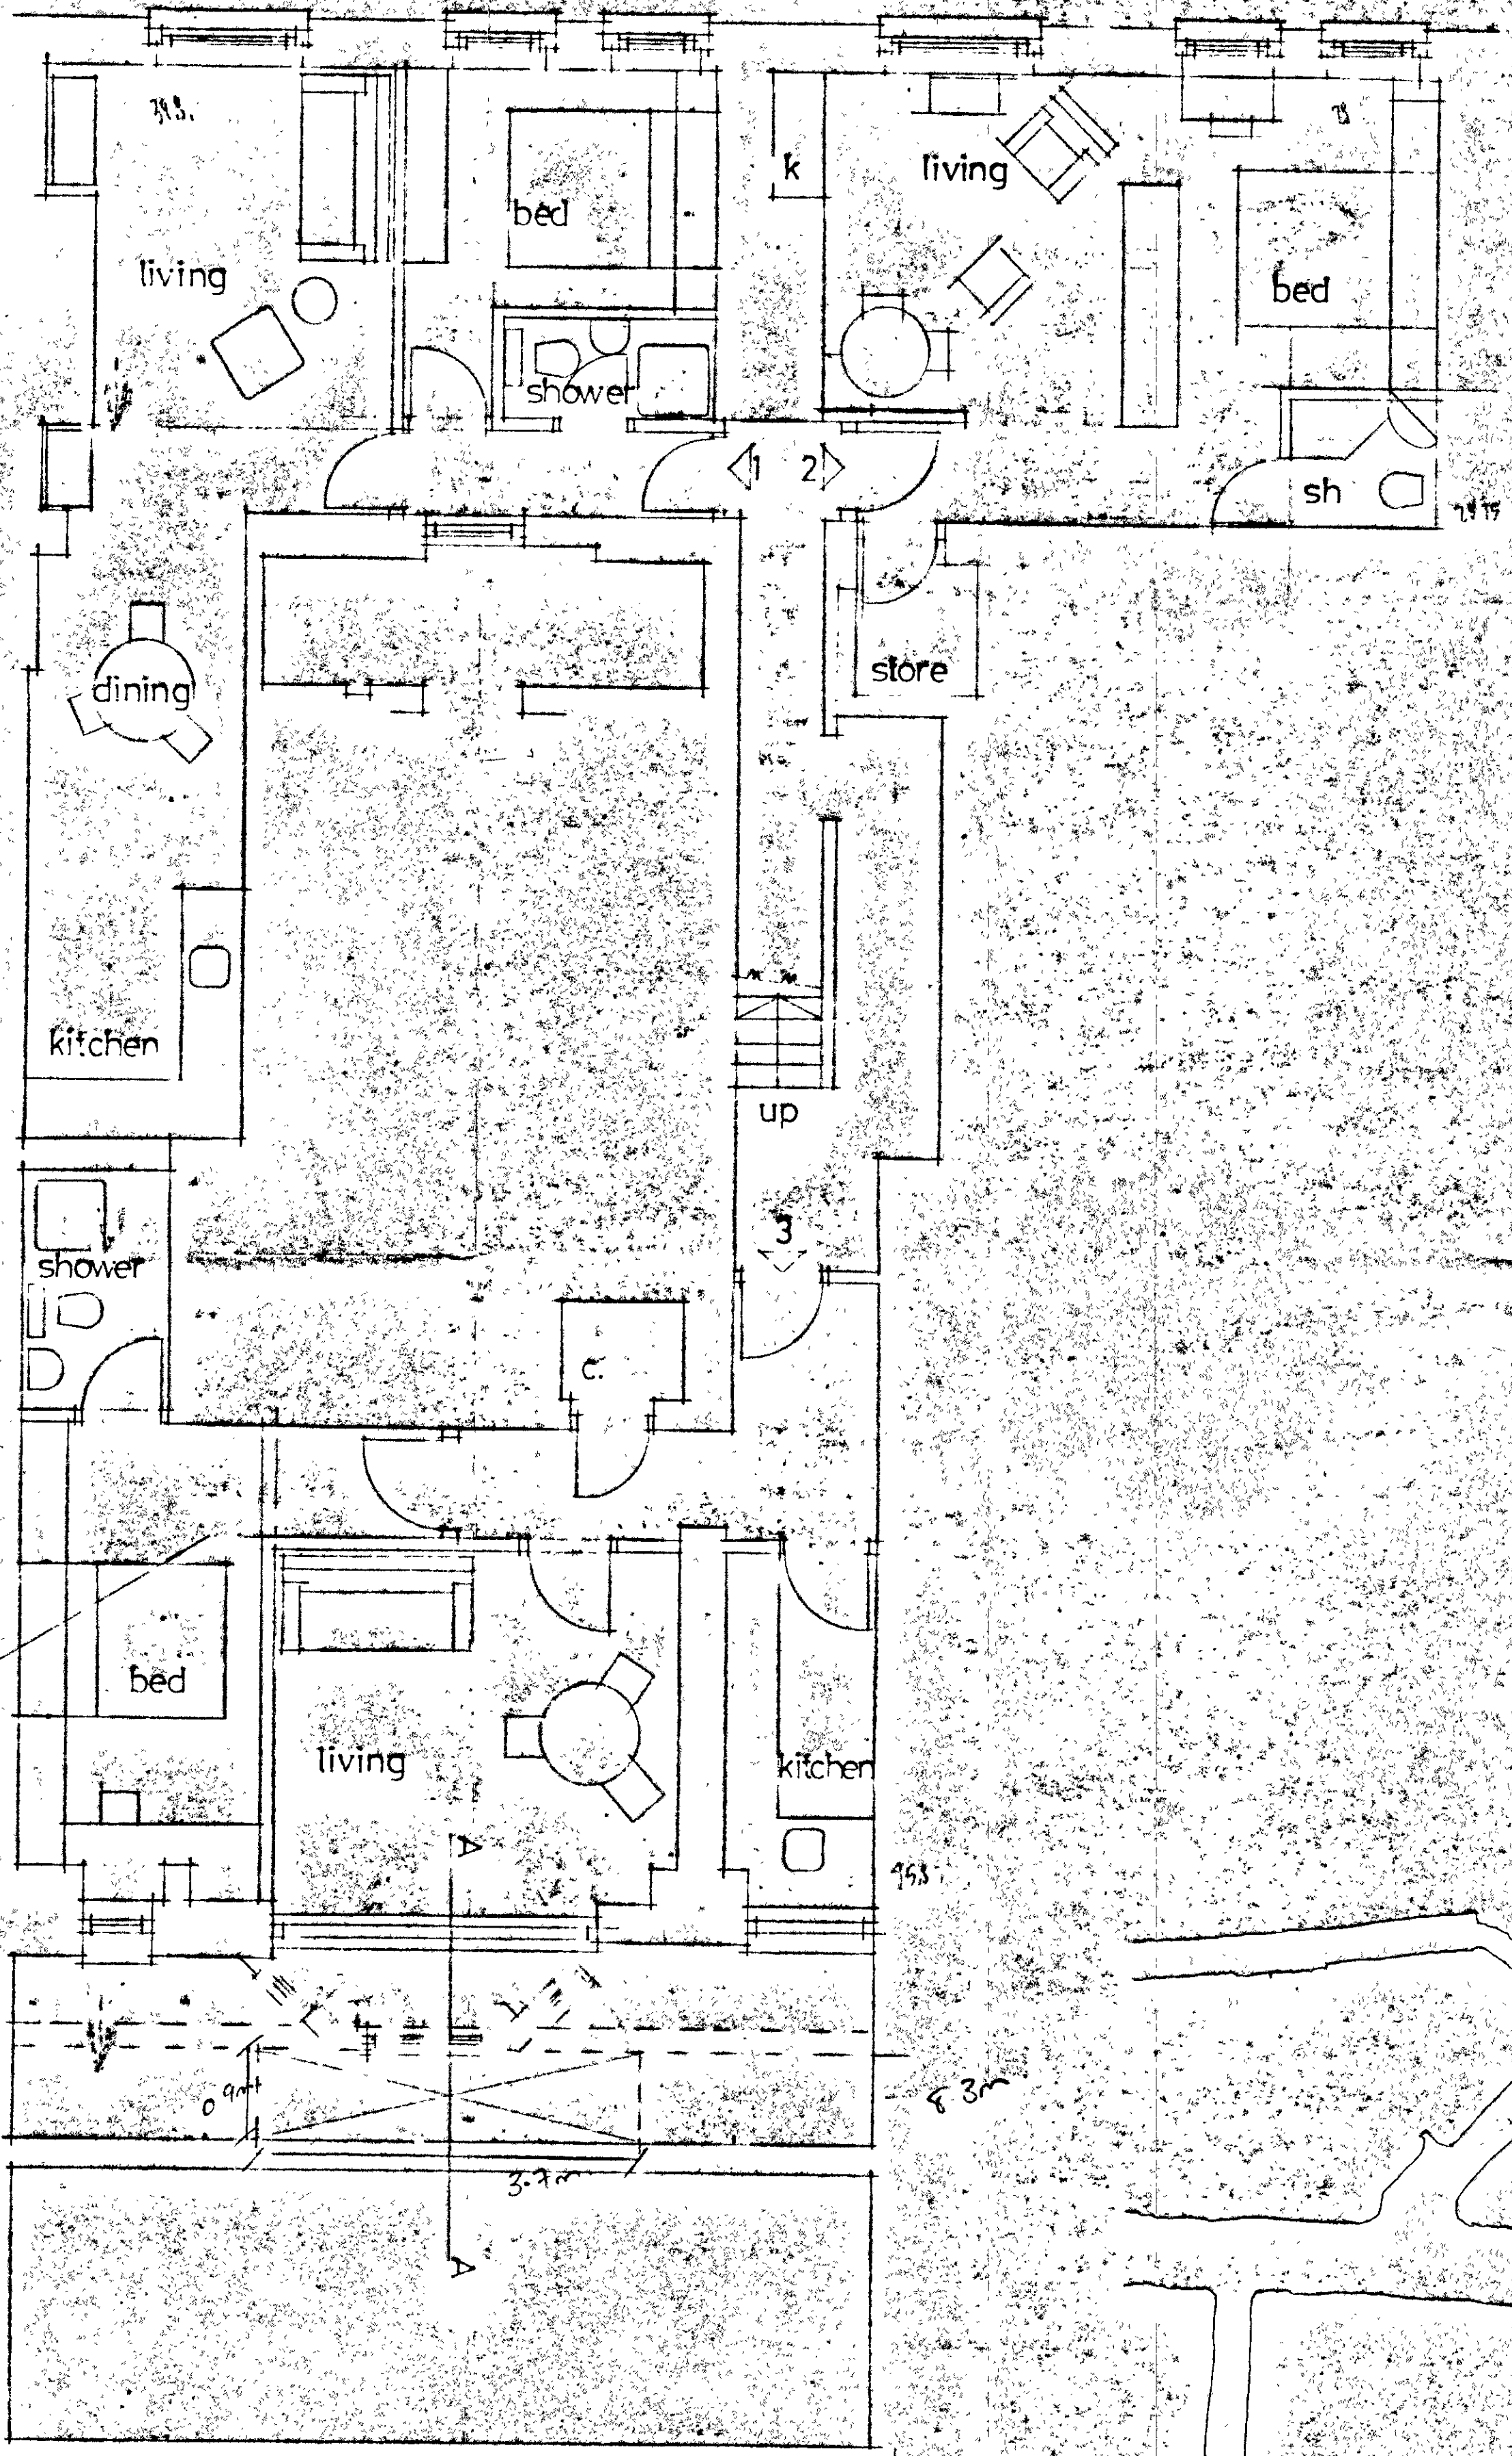 k
living
bed
living
bed
shower
1 2
sh
store
dining
kitchen
up
3
shower
c.
bed
living
kitchen
A
8.3m
3.7m
A